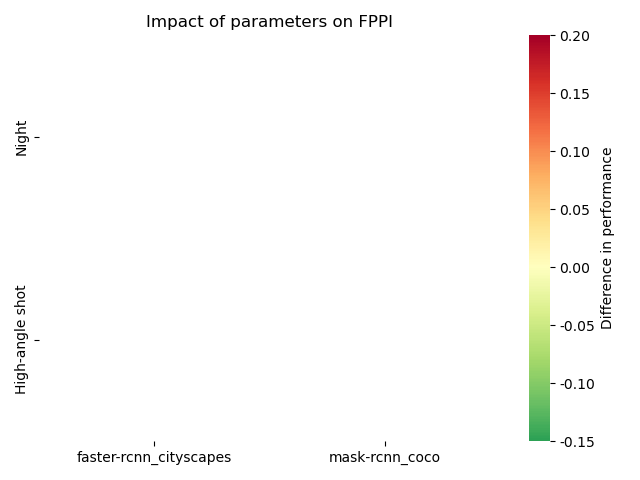 Impact of parameters on FPPI
Night
High-angle shot
faster-rcnn_cityscapes
mask-rcnn_coco
0.20
0.15
0.10
0.05
0.00
-0.05
-0.10
-0.15
Difference in performance